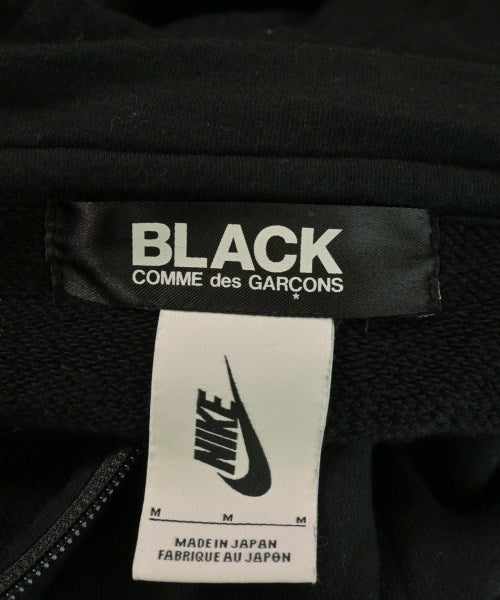 BLACK
COMME des GARÇONS
*
NIKE
M M M
MADE IN JAPAN
FABRIQUE AU JAPON